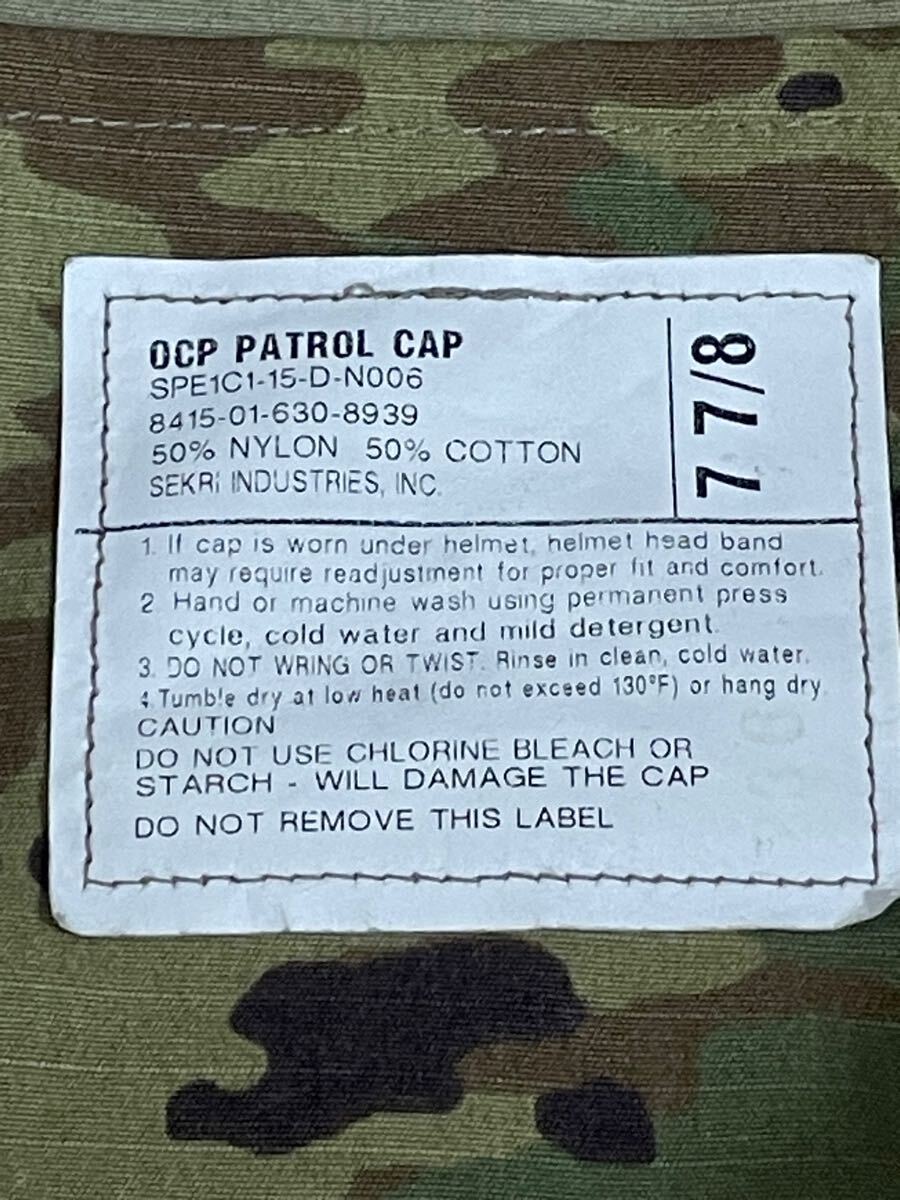 OCP PATROL CAP
SPE1C1-15-D-N006
8415-01-630-8939
50% NYLON 50% COTTON
SEKRI INDUSTRIES, INC.
7 7/8
1. If cap is worn under helmet, helmet head band
may require readjustment for proper fit and comfort.
2. Hand or machine wash using permanent press
cycle, cold water and mild detergent.
3. DO NOT WRING OR TWIST. Rinse in clean, cold water.
4. Tumble dry at low heat (do not exceed 130°F) or hang dry.
CAUTION
DO NOT USE CHLORINE BLEACH OR
STARCH - WILL DAMAGE THE CAP
DO NOT REMOVE THIS LABEL